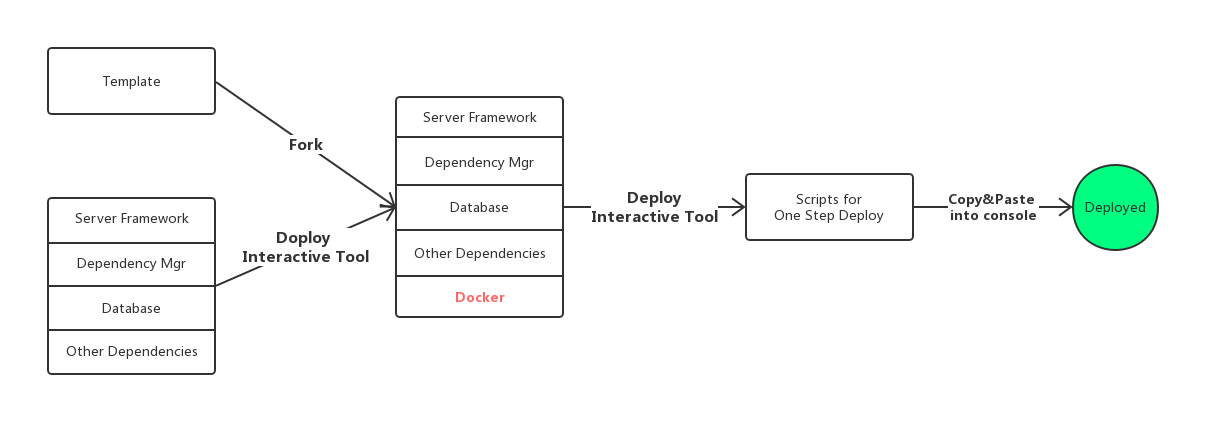 Template
Fork
Server Framework
Dependency Mgr
Database
Other Dependencies
Doploy
Interactive Tool
Server Framework
Dependency Mgr
Database
Other Dependencies
Docker
Deploy
Interactive Tool
Scripts for
One Step Deploy
Copy&Paste
into console
Deployed